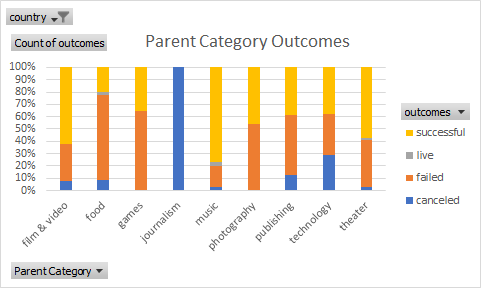 country
Count of outcomes
Parent Category Outcomes
100%
90%
80%
70%
60%
50%
40%
30%
20%
10%
0%
film & video
food
games
journalism
music
photography
publishing
technology
theater
outcomes
successful
live
failed
canceled
Parent Category